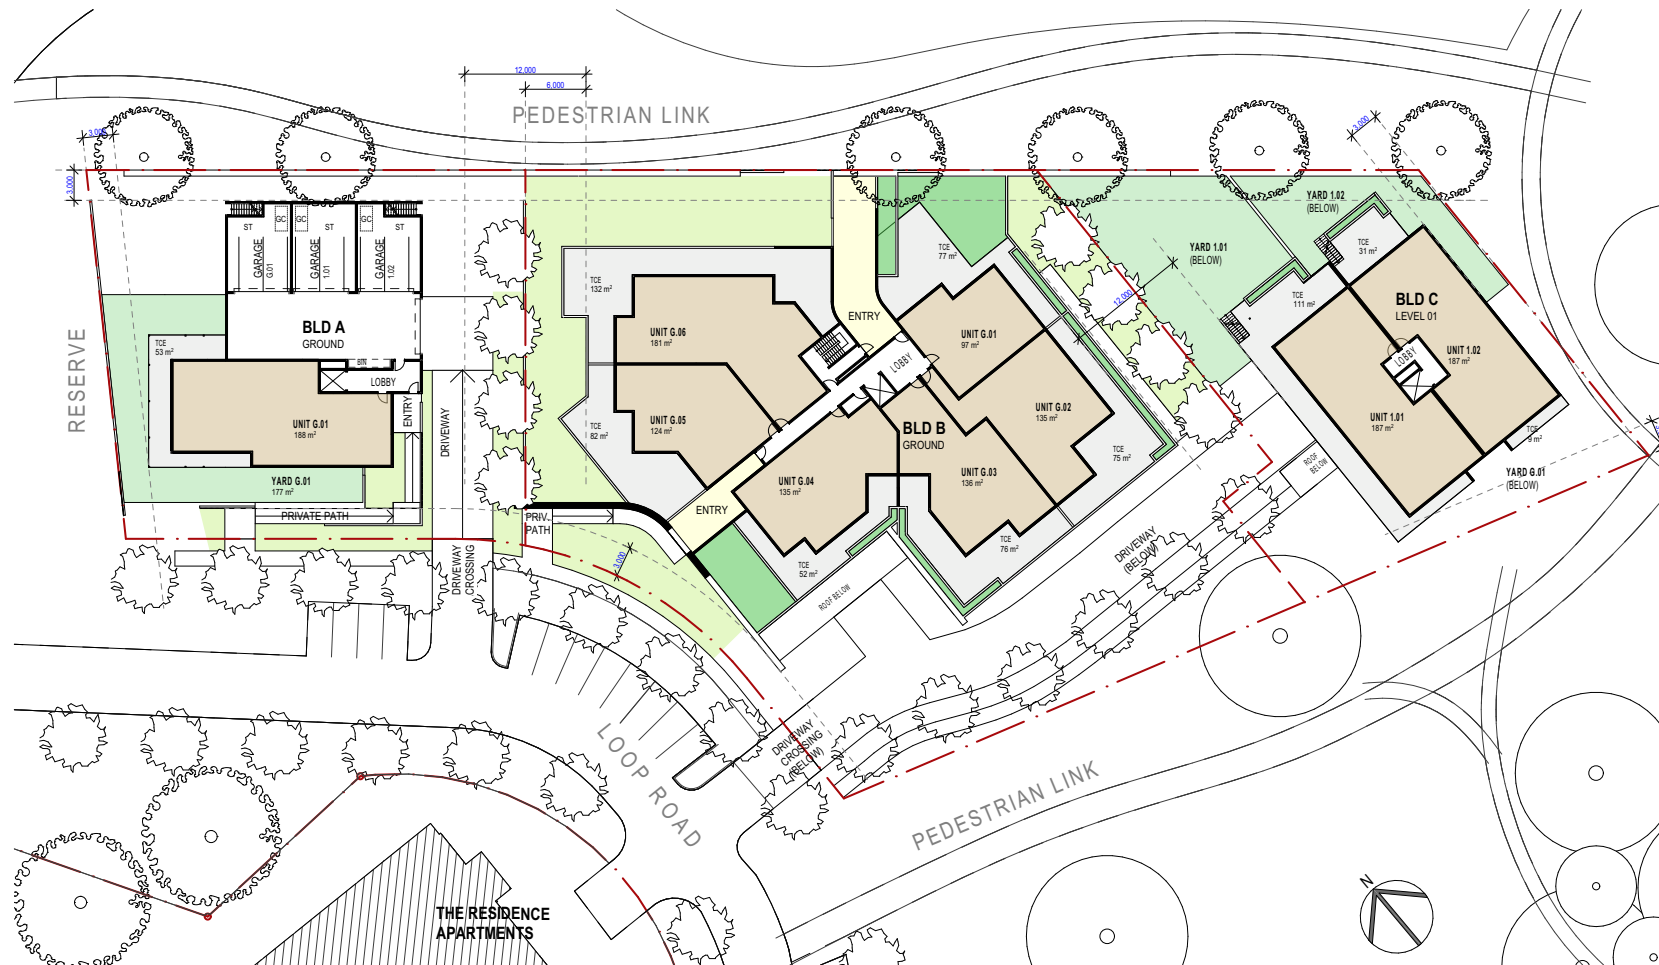 12,000
6,000
PEDESTRIAN LINK
3,000
3,000
3,000
RESERVE
ST
GC
GC
ST
GC
ST
GARAGE
G.01
GARAGE
1.01
GARAGE
1.02
BLD A
GROUND
TCE
53 m²
BIN
LOBBY
ENTRY
UNIT G.01
188 m²
YARD G.01
177 m²
PRIVATE PATH
DRIVEWAY
DRIVEWAY
CROSSING
PRIV.
PATH
3,000
TCE
132 m²
UNIT G.06
181 m²
UNIT G.05
124 m²
TCE
82 m²
ENTRY
ENTRY
LOBBY
TCE
77 m²
UNIT G.01
97 m²
UNIT G.02
135 m²
BLD B
GROUND
UNIT G.03
136 m²
UNIT G.04
135 m²
TCE
75 m²
TCE
76 m²
TCE
52 m²
ROOF BELOW
12,000
YARD 1.01
(BELOW)
YARD 1.02
(BELOW)
TCE
31 m²
TCE
111 m²
BLD C
LEVEL 01
UNIT 1.02
187 m²
LOBBY
UNIT 1.01
187 m²
TCE
9 m²
YARD G.01
(BELOW)
ROOF
BELOW
DRIVEWAY
(BELOW)
DRIVEWAY
CROSSING
(BELOW)
LOOP ROAD
PEDESTRIAN LINK
THE RESIDENCE
APARTMENTS
N